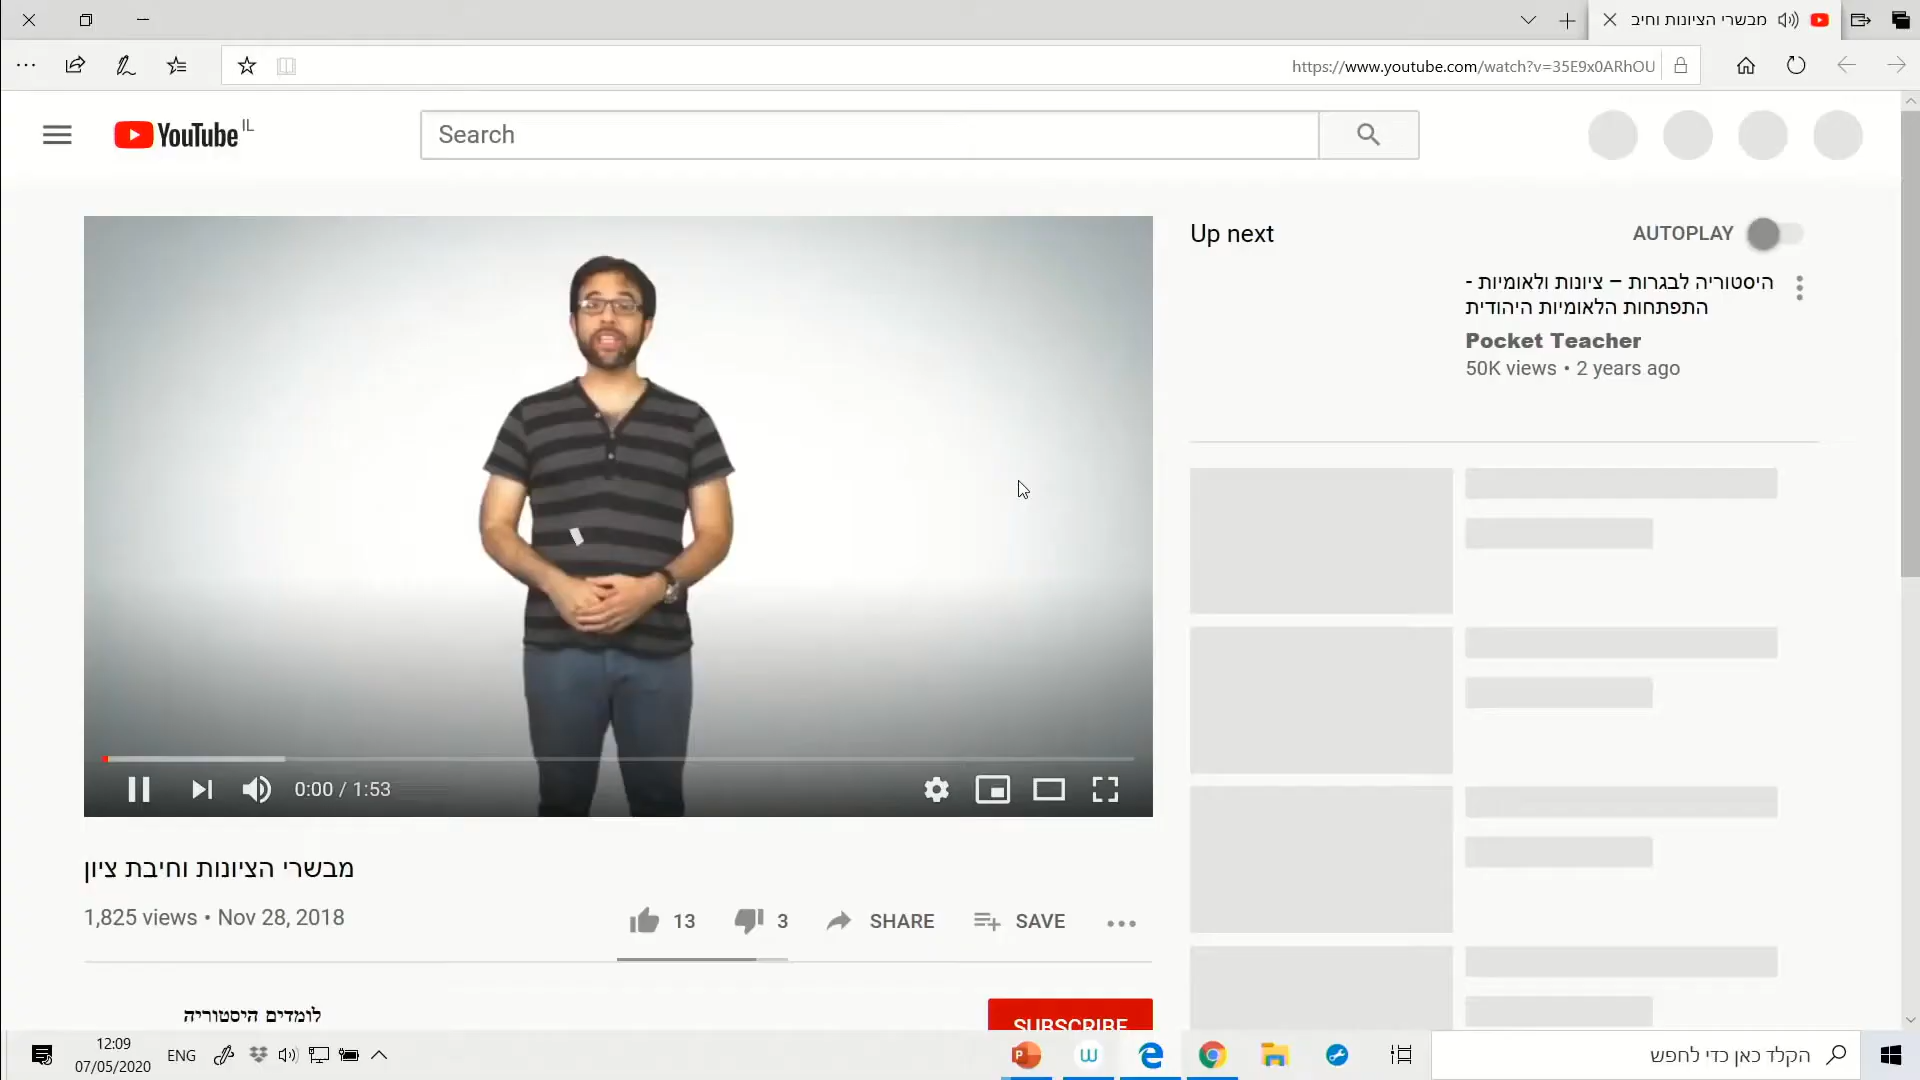 מבשרי הציונות וחיב
https://www.youtube.com/watch?v=35E9x0ARhOU
YouTube IL
Search
Up next
AUTOPLAY
היסטוריה לבגרות – ציונות ולאומיות -
התפתחות הלאומיות היהודית
Pocket Teacher
50K views • 2 years ago
0:00 / 1:53
מבשרי הציונות וחיבת ציון
1,825 views • Nov 28, 2018
13
3
SHARE
SAVE
לומדים היסטוריה
SUBSCRIBE
12:09
07/05/2020
ENG
הקלד כאן כדי לחפש